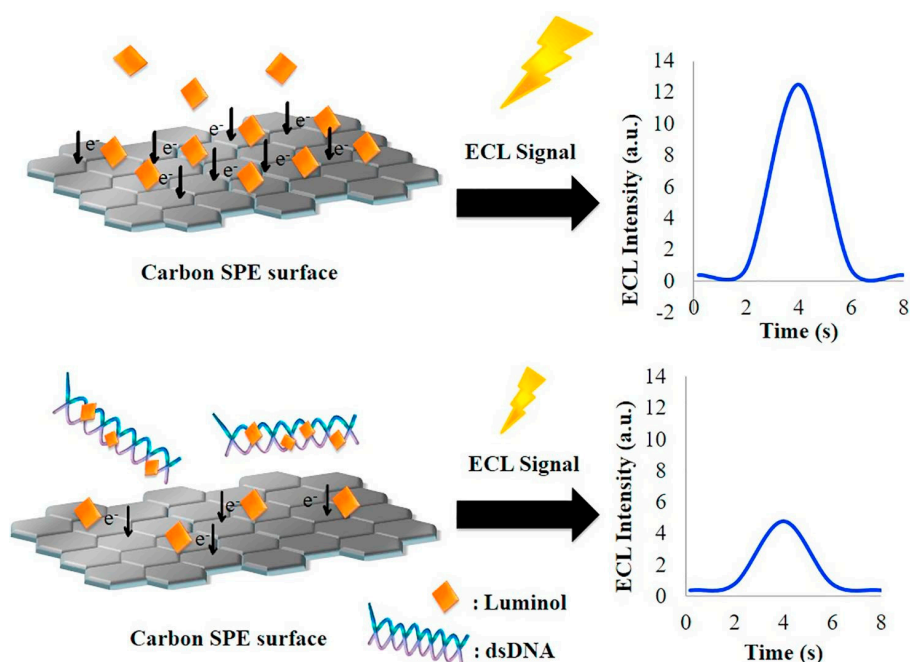 e-
e-
e-
e-
e-
e-
e-
e-
Carbon SPE surface
ECL Signal
ECL Intensity (a.u.)
14
12
10
8
6
4
2
0
-2
0 2 4 6 8
Time (s)
e-
e-
e-
e-
Carbon SPE surface
ECL Signal
: Luminol
: dsDNA
ECL Intensity (a.u.)
14
12
10
8
6
4
2
0
0 2 4 6 8
Time (s)